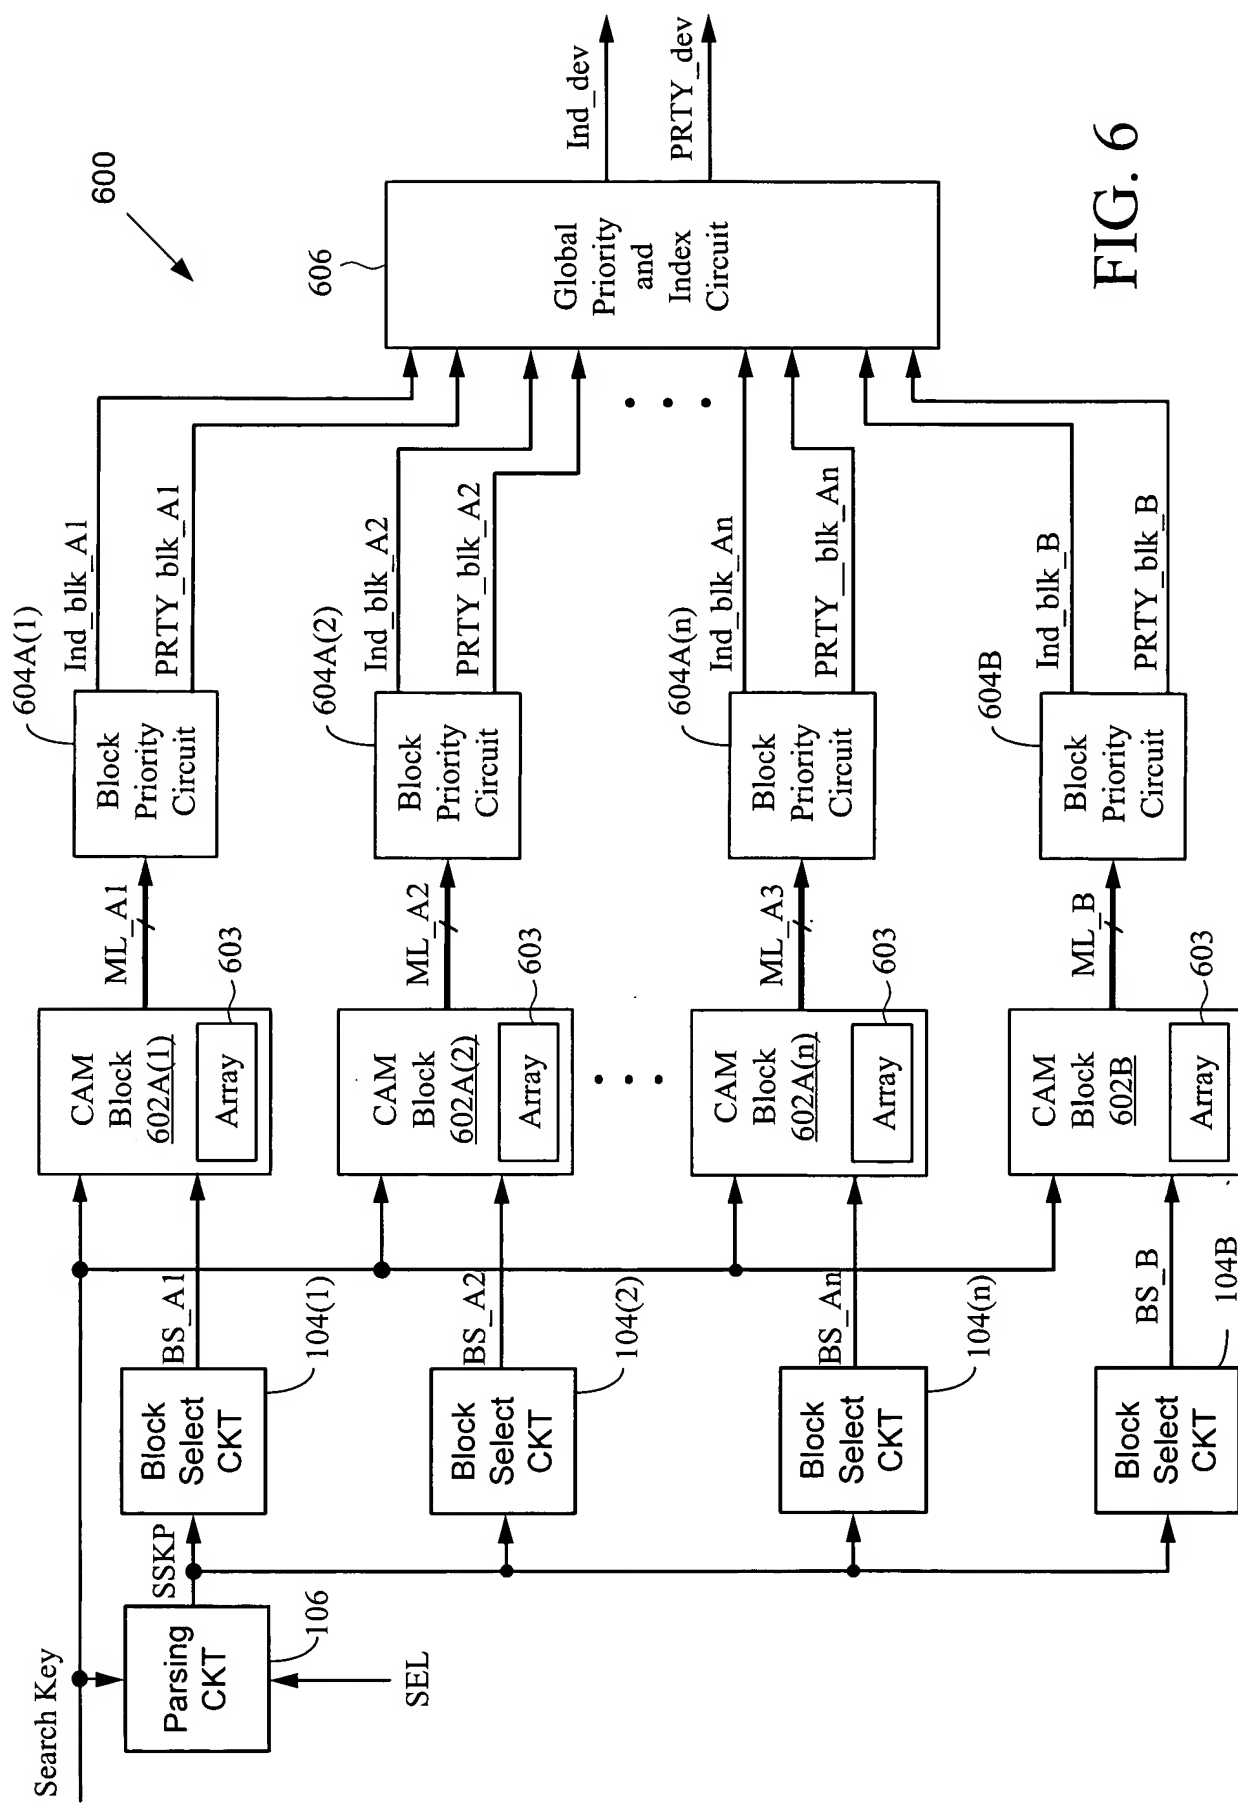 600
Search Key
Parsing
CKT
106
SEL
SSKP
Block
Select
CKT
104(1)
BS_A1
CAM
Block
602A(1)
Array
603
ML_A1
Block
Priority
Circuit
604A(1)
Ind_blk_A1
PRTY_blk_A1
Block
Select
CKT
104(2)
BS_A2
CAM
Block
602A(2)
Array
603
ML_A2
Block
Priority
Circuit
604A(2)
Ind_blk_A2
PRTY_blk_A2
Block
Select
CKT
104(n)
BS_An
CAM
Block
602A(n)
Array
603
ML_A3
Block
Priority
Circuit
604A(n)
Ind_blk_An
PRTY_blk_An
Block
Select
CKT
104B
BS_B
CAM
Block
602B
Array
603
ML_B
Block
Priority
Circuit
604B
Ind_blk_B
PRTY_blk_B
606
Global
Priority
and
Index
Circuit
Ind_dev
PRTY_dev
FIG. 6